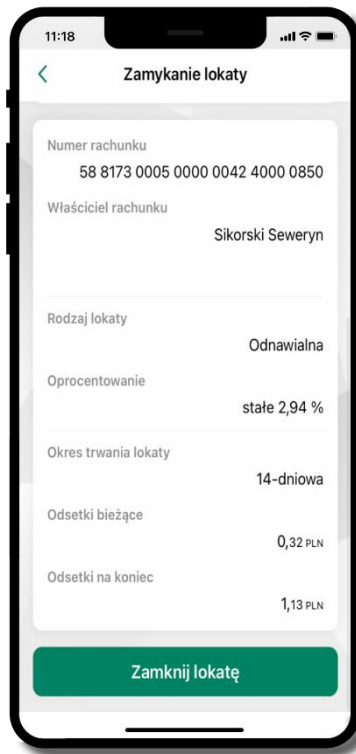 11:18
Zamykanie lokaty
Numer rachunku
58 8173 0005 0000 0042 4000 0850
Właściciel rachunku
Sikorski Seweryn
Rodzaj lokaty
Odnawialna
Oprocentowanie
stałe 2,94 %
Okres trwania lokaty
14-dniowa
Odsetki bieżące
0,32 PLN
Odsetki na koniec
1,13 PLN
Zamknij lokatę